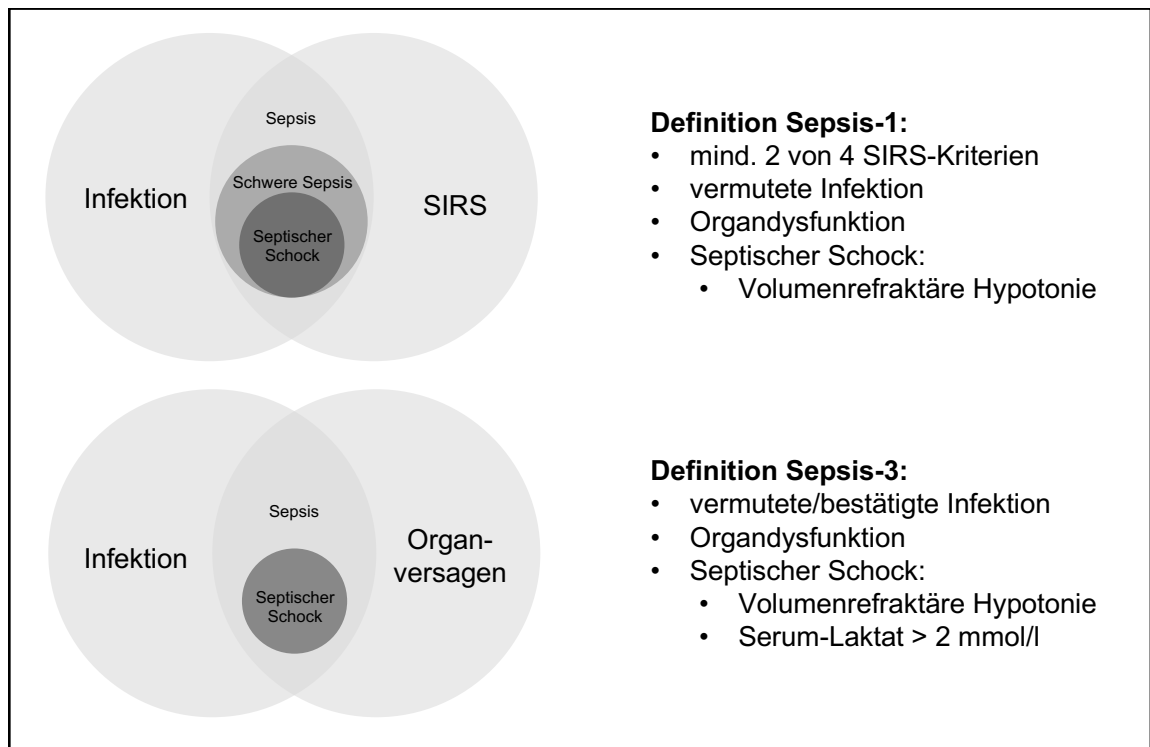 Sepsis
Schwere Sepsis
Infektion
SIRS
Septischer
Schock
Definition Sepsis-1:
• mind. 2 von 4 SIRS-Kriterien
• vermutete Infektion
• Organdysfunktion
• Septischer Schock:
• Volumenrefraktäre Hypotonie
Sepsis
Infektion
Organ-
versagen
Septischer
Schock
Definition Sepsis-3:
• vermutete/bestätigte Infektion
• Organdysfunktion
• Septischer Schock:
• Volumenrefraktäre Hypotonie
• Serum-Laktat > 2 mmol/l